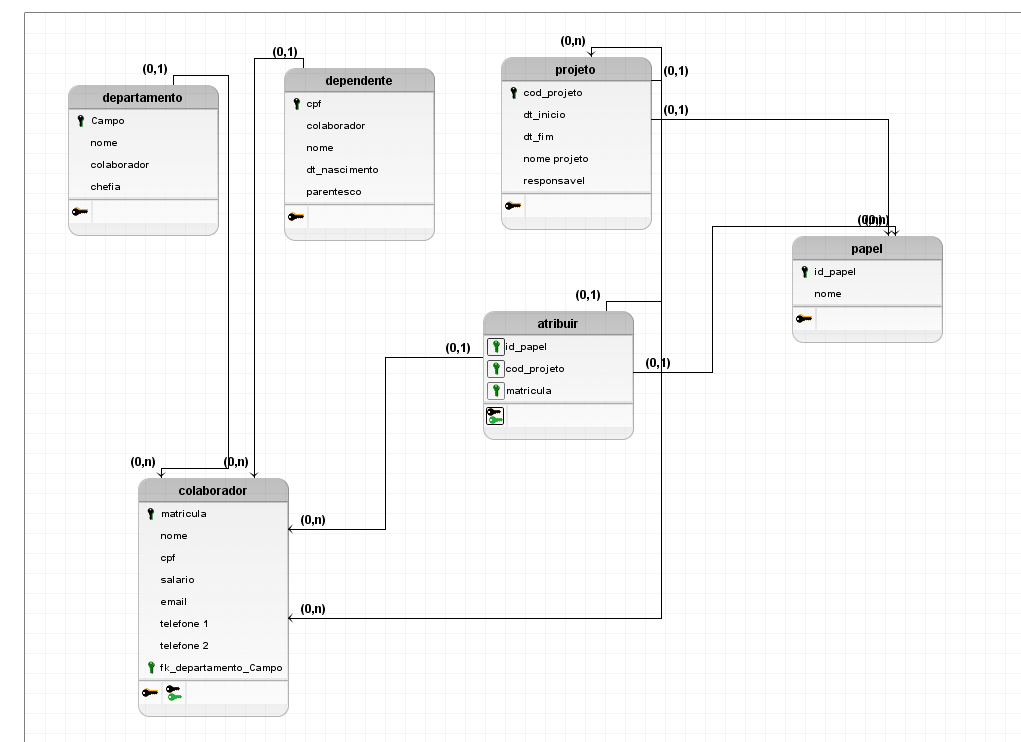 (0,n)
(0,1)
(0,1)
(0,1)
(0,1)
departamento
Campo
nome
colaborador
chefia
dependente
cpf
colaborador
nome
dt_nascimento
parentesco
projeto
cod_projeto
dt_inicio
dt_fim
nome projeto
responsavel
papel
id_papel
nome
(0,1)
atribuir
id_papel
cod_projeto
matricula
(0,1)
(0,1)
(0,n)
(0,n)
colaborador
matricula
nome
cpf
salario
email
telefone 1
telefone 2
fk_departamento_Campo
(0,n)
(0,n)